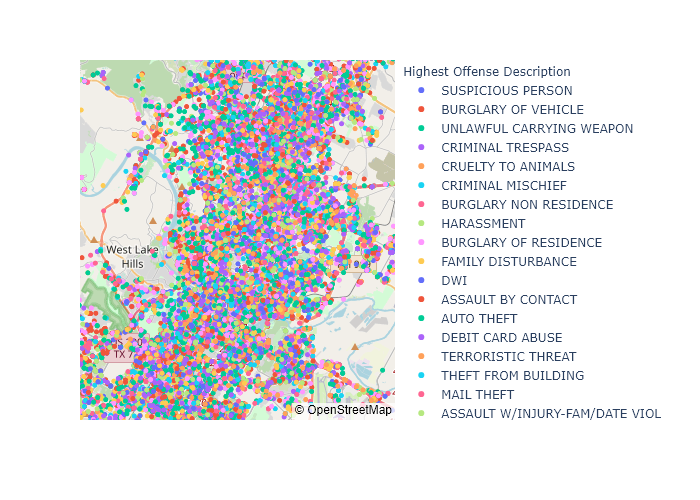 Highest Offense Description
SUSPICIOUS PERSON
BURGLARY OF VEHICLE
UNLAWFUL CARRYING WEAPON
CRIMINAL TRESPASS
CRUELTY TO ANIMALS
CRIMINAL MISCHIEF
BURGLARY NON RESIDENCE
HARASSMENT
BURGLARY OF RESIDENCE
FAMILY DISTURBANCE
DWI
ASSAULT BY CONTACT
AUTO THEFT
DEBIT CARD ABUSE
TERRORISTIC THREAT
THEFT FROM BUILDING
MAIL THEFT
ASSAULT W/INJURY-FAM/DATE VIOL
West Lake
Hills
TX 7
© OpenStreetMap